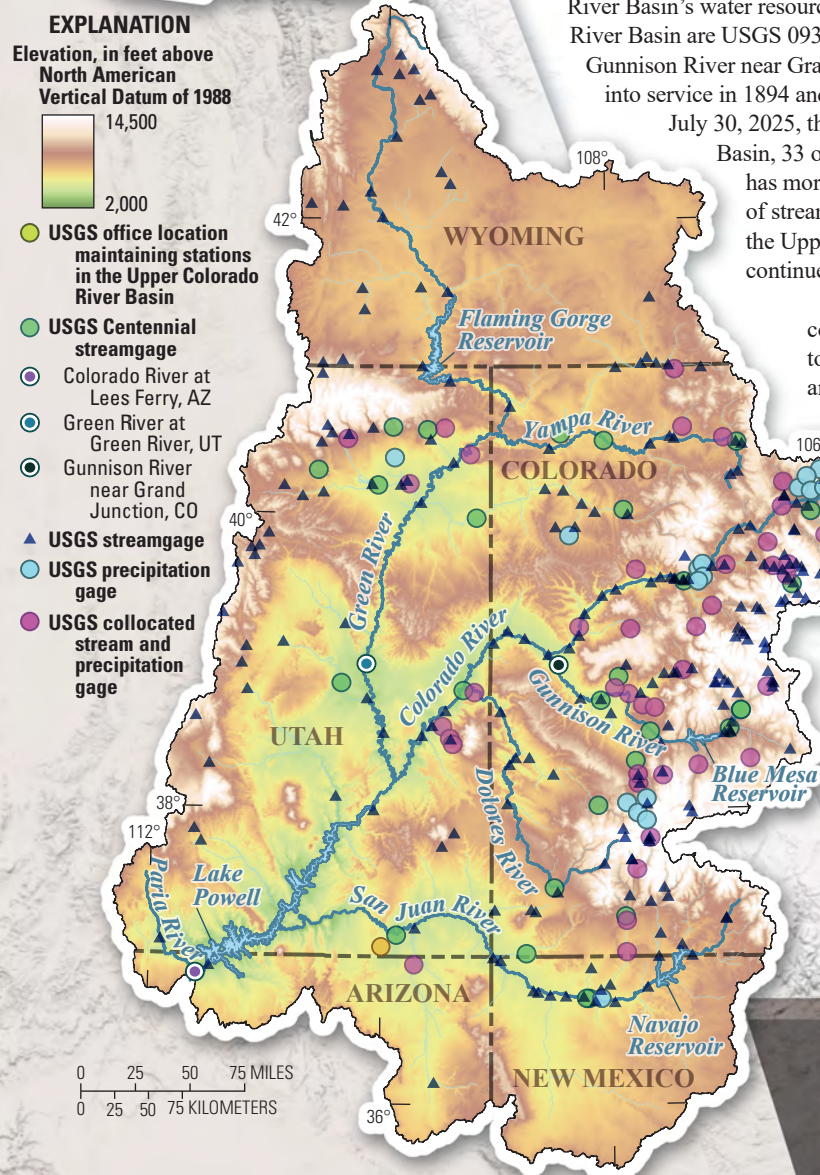 River Basin's water resourc
River Basin are USGS 093
Gunnison River near Gra
into service in 1894 and
July 30, 2025, th
Basin, 33 o
has mor
of stream
the Upp
continue
co
to
an
EXPLANATION
Elevation, in feet above
North American
Vertical Datum of 1988
14,500
2,000
USGS office location
maintaining stations
in the Upper Colorado
River Basin
USGS Centennial
streamgage
Colorado River at
Lees Ferry, AZ
Green River at
Green River, UT
Gunnison River
near Grand
Junction, CO
USGS streamgage
USGS precipitation
gage
USGS collocated
stream and
precipitation
gage
108°
42°
WYOMING
Flaming Gorge
Reservoir
Yampa River
COLORADO
106
40°
Green River
Colorado River
Gunnison River
UTAH
Blue Mesa
Reservoir
Dolores River
38°
112°
Paria River
Lake
Powell
San Juan River
ARIZONA
Navajo
Reservoir
NEW MEXICO
36°
0 25 50 75 MILES
0 25 50 75 KILOMETERS